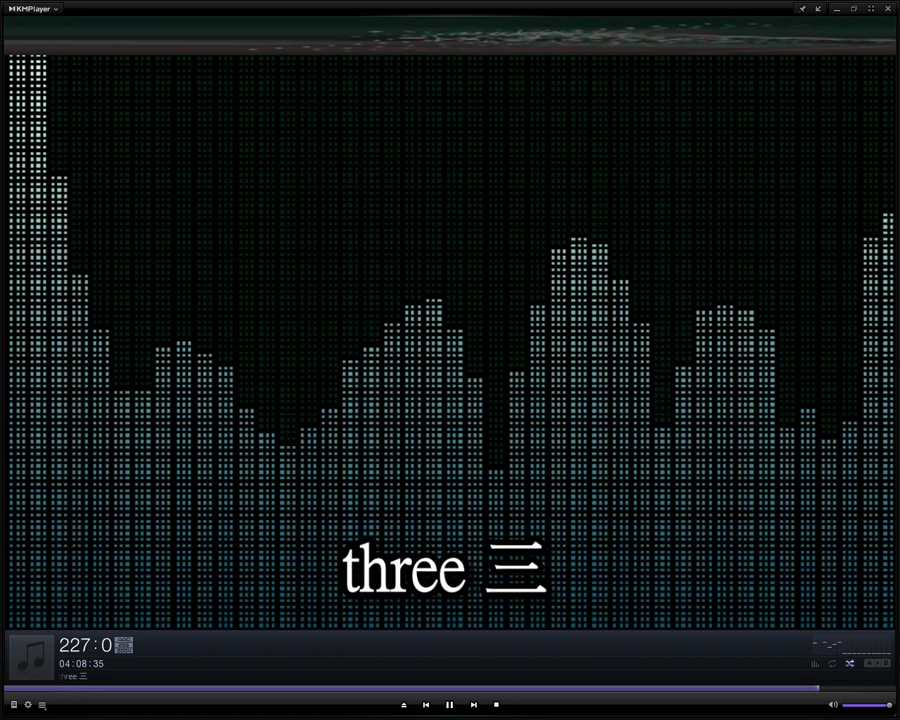 KMPlayer
three 三
227:0
04:08:35
three 三
A B